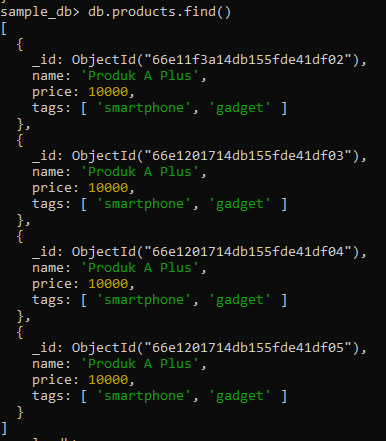 sample_db> db.products.find()
[
  {
    _id: ObjectId("66e11f3a14db155fde41df02"),
    name: 'Produk A Plus',
    price: 10000,
    tags: [ 'smartphone', 'gadget' ]
  },
  {
    _id: ObjectId("66e1201714db155fde41df03"),
    name: 'Produk A Plus',
    price: 10000,
    tags: [ 'smartphone', 'gadget' ]
  },
  {
    _id: ObjectId("66e1201714db155fde41df04"),
    name: 'Produk A Plus',
    price: 10000,
    tags: [ 'smartphone', 'gadget' ]
  },
  {
    _id: ObjectId("66e1201714db155fde41df05"),
    name: 'Produk A Plus',
    price: 10000,
    tags: [ 'smartphone', 'gadget' ]
  }
]